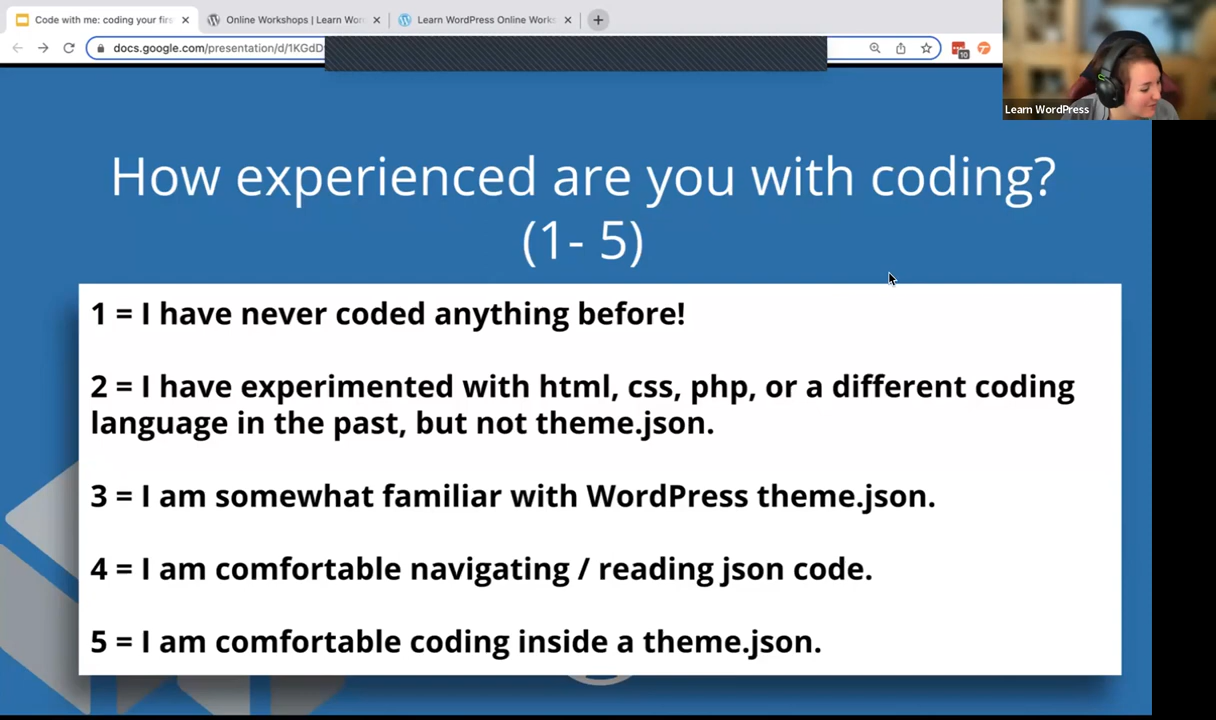 Code with me: coding your firs
Online Workshops | Learn Wor
Learn WordPress Online Works
docs.google.com/presentation/d/1KGdD
10
Learn WordPress
How experienced are you with coding?
(1- 5)
1 = I have never coded anything before!
2 = I have experimented with html, css, php, or a different coding
language in the past, but not theme.json.
3 = I am somewhat familiar with WordPress theme.json.
4 = I am comfortable navigating / reading json code.
5 = I am comfortable coding inside a theme.json.